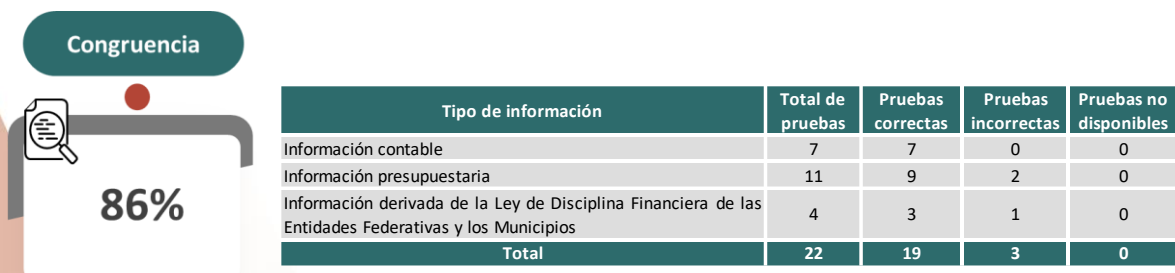 Congruencia
86%
Tipo de información Total de pruebas Pruebas correctas Pruebas incorrectas Pruebas no disponibles
Información contable 7 7 0 0
Información presupuestaria 11 9 2 0
Información derivada de la Ley de Disciplina Financiera de las
Entidades Federativas y los Municipios 4 3 1 0
Total 22 19 3 0